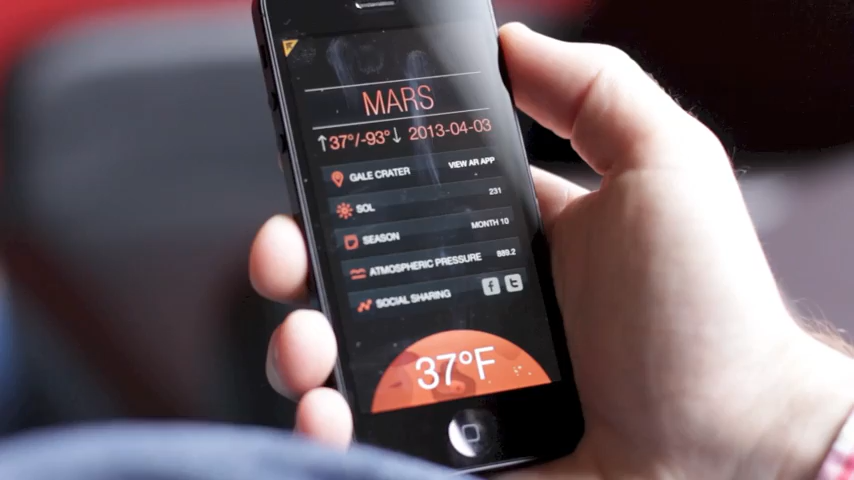 MARS
↑37°/-93°↓ 2013-04-03
GALE CRATER VIEW AR APP
SOL 231
SEASON MONTH 10
ATMOSPHERIC PRESSURE 889.2
SOCIAL SHARING f t
37°F